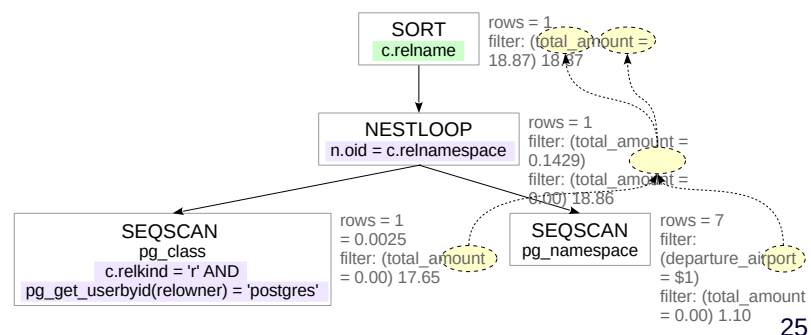 SORT
c.relname
rows = 1
filter: (total_amount =
18.87) 18.87
NESTLOOP
n.oid = c.relnamespace
rows = 1
filter: (total_amount =
0.1429)
filter: (total_amount =
0.00) 18.86
SEQSCAN
pg_class
c.relkind = 'r' AND
pg_get_userbyid(relowner) = 'postgres'
rows = 1
= 0.0025
filter: (total_amount
= 0.00) 17.65
SEQSCAN
pg_namespace
rows = 7
filter:
(departure_airport
= $1)
filter: (total_amount
= 0.00) 1.10
25